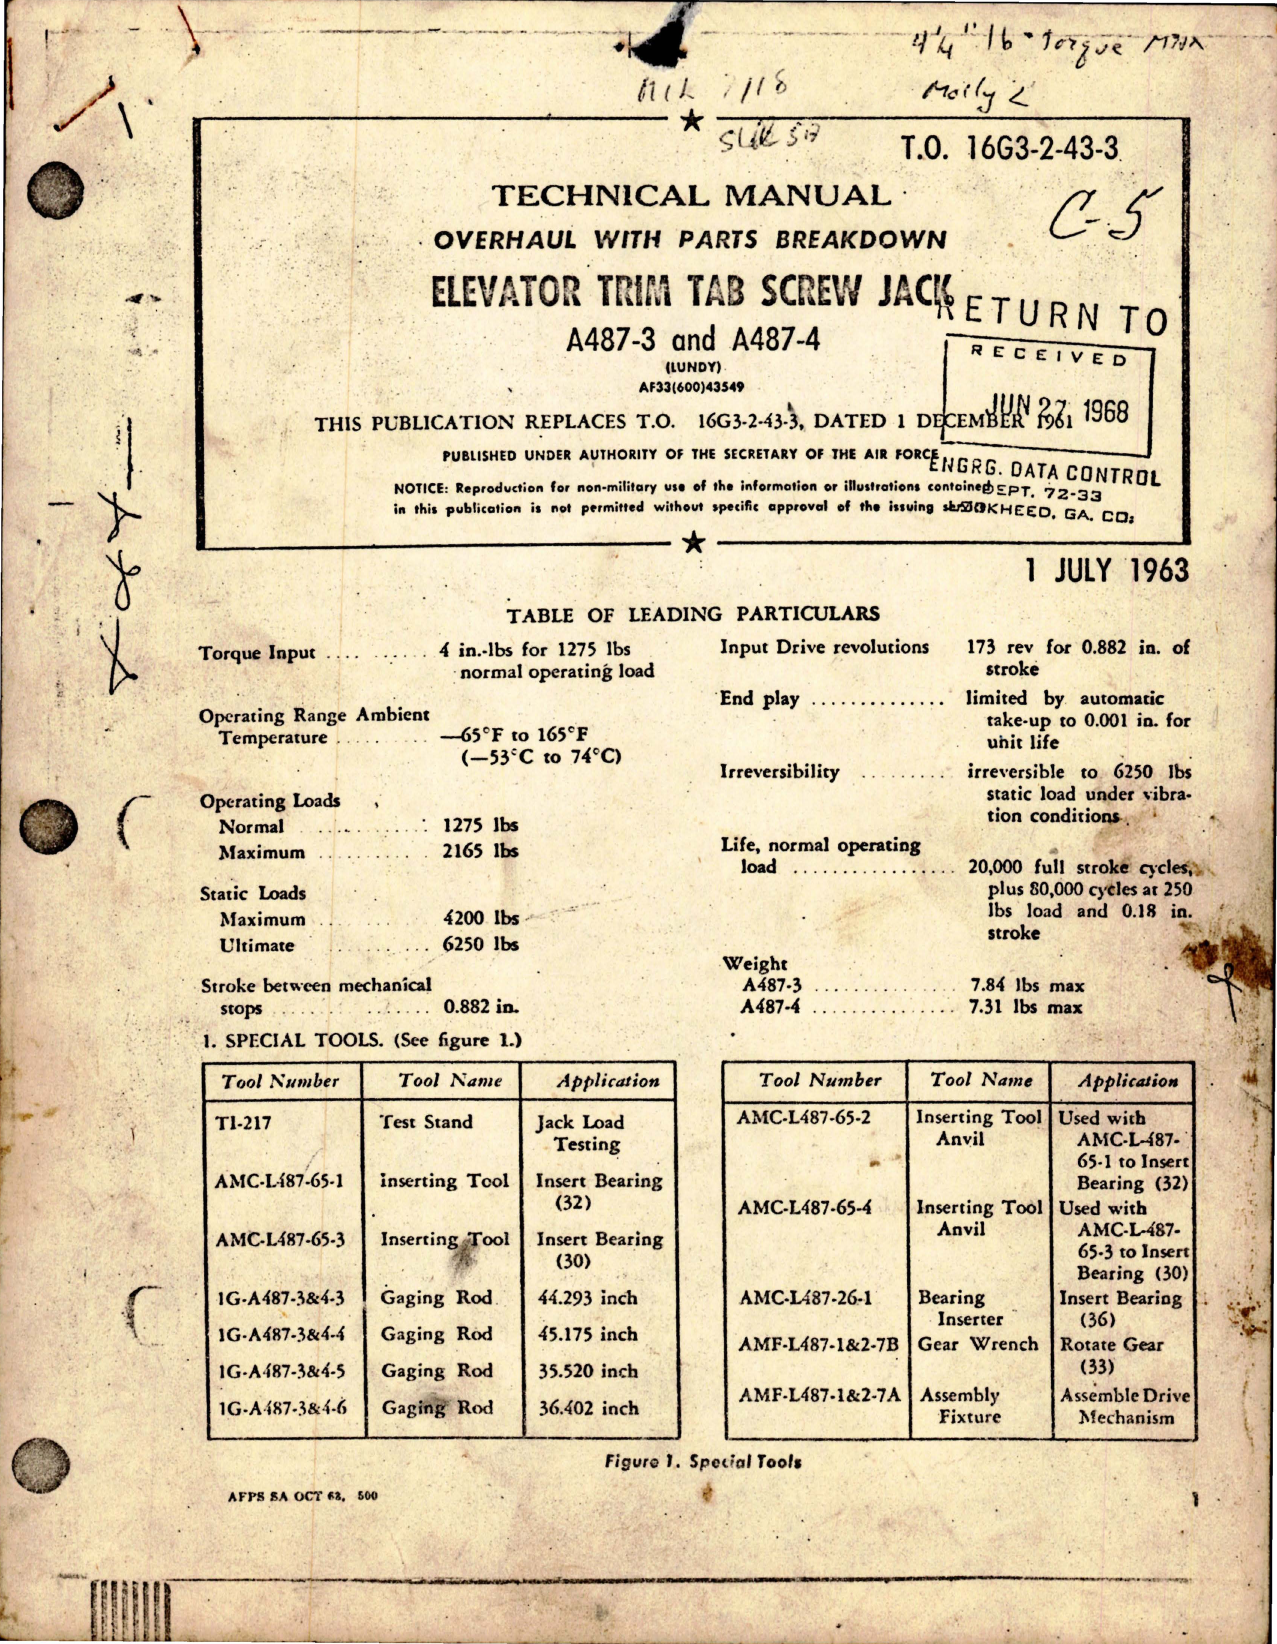 4 1/4" lb torque MAX
MIL 7118
Molly Z
T.O. 16G3-2-43-3
TECHNICAL MANUAL
C-5
OVERHAUL WITH PARTS BREAKDOWN
ELEVATOR TRIM TAB SCREW JACK
RETURN TO
A487-3 and A487-4
RECEIVED
(LUNDY)
AF33(600)43549
JUN 27 1968
THIS PUBLICATION REPLACES T.O. 16G3-2-43-3, DATED 1 DECEMBER 1961
PUBLISHED UNDER AUTHORITY OF THE SECRETARY OF THE AIR FORCE
ENGRG. DATA CONTROL
NOTICE: Reproduction for non-military use of the information or illustrations contained
DEPT. 72-33
in this publication is not permitted without specific approval of the issuing
LOCKHEED, GA. CO.
1 JULY 1963
TABLE OF LEADING PARTICULARS
Torque Input .... ....... 4 in.-lbs for 1275 lbs
normal operating load
Operating Range Ambient
Temperature ......... —65°F to 165°F
(—53°C to 74°C)
Operating Loads
Normal ........... 1275 lbs
Maximum ........... 2165 lbs
Static Loads
Maximum ........ 4200 lbs
Ultimate .......... 6250 lbs
Stroke between mechanical
stops ............... 0.882 in.
Input Drive revolutions 173 rev for 0.882 in. of
stroke
End play .............. limited by automatic
take-up to 0.001 in. for
unit life
Irreversibility ......... irreversible to 6250 lbs
static load under vibra-
tion conditions
Life, normal operating
load ................. 20,000 full stroke cycles,
plus 80,000 cycles at 250
lbs load and 0.18 in.
stroke
Weight
A487-3 ............... 7.84 lbs max
A487-4 ............... 7.31 lbs max
1. SPECIAL TOOLS. (See figure 1.)
Tool Number Tool Name Application
T1-217 Test Stand Jack Load
Testing
AMC-L487-65-1 Inserting Tool Insert Bearing
(32)
AMC-L487-65-3 Inserting Tool Insert Bearing
(30)
1G-A487-3&4-3 Gaging Rod 44.293 inch
1G-A487-3&4-4 Gaging Rod 45.175 inch
1G-A487-3&4-5 Gaging Rod 35.520 inch
1G-A487-3&4-6 Gaging Rod 36.402 inch
Tool Number Tool Name Application
AMC-L487-65-2 Inserting Tool Used with
Anvil AMC-L-487-
65-1 to Insert
Bearing (32)
AMC-L487-65-4 Inserting Tool Used with
Anvil AMC-L-487-
65-3 to Insert
Bearing (30)
AMC-L487-26-1 Bearing Insert Bearing
Inserter (36)
AMF-L487-1&2-7B Gear Wrench Rotate Gear
(33)
AMF-L487-1&2-7A Assembly Assemble Drive
Fixture Mechanism
Figure 1. Special Tools
AFPS SA OCT 63, 500
1